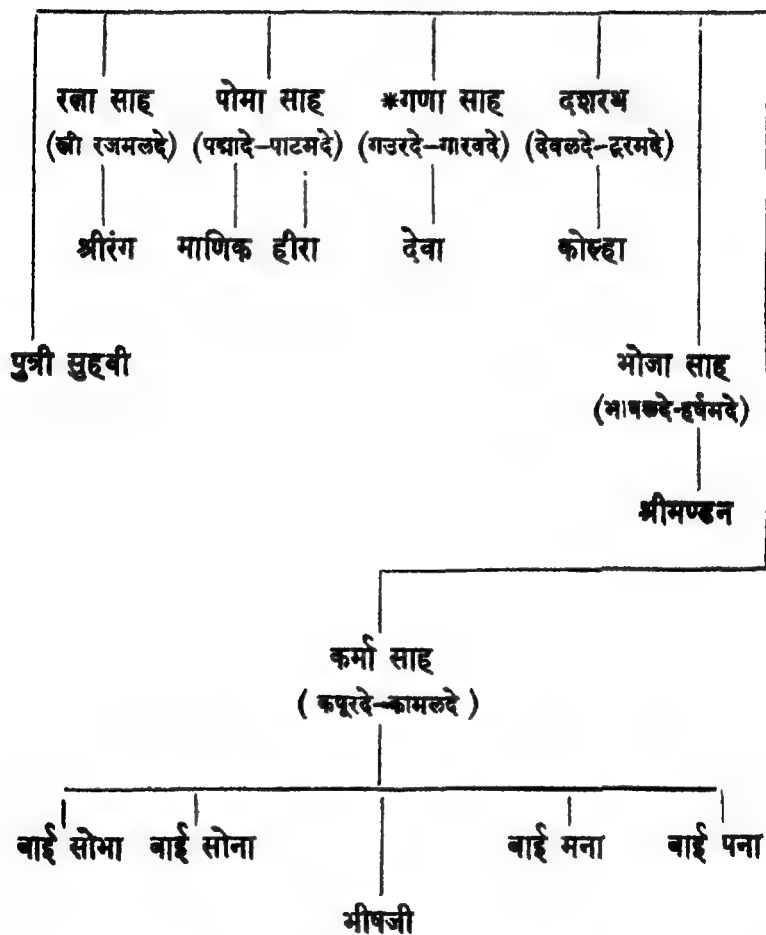 रत्ना साह पोमा साह *गणा साह दशरथ
(स्त्री रजमलदे) (पद्मादे-पाटमदे) (गउरदे-गारवदे) (देवलदे-टूरमदे)
श्रीरंग माणिक हीरा देवा कोल्हा
पुत्री सुहवी भोजा साह
(भावलदे-हर्षमदे)
श्रीमण्डन
कर्मा साह
( कपूरदे-कामलदे )
बाई सोभा बाई सोना बाई मना बाई पना
भीषजी